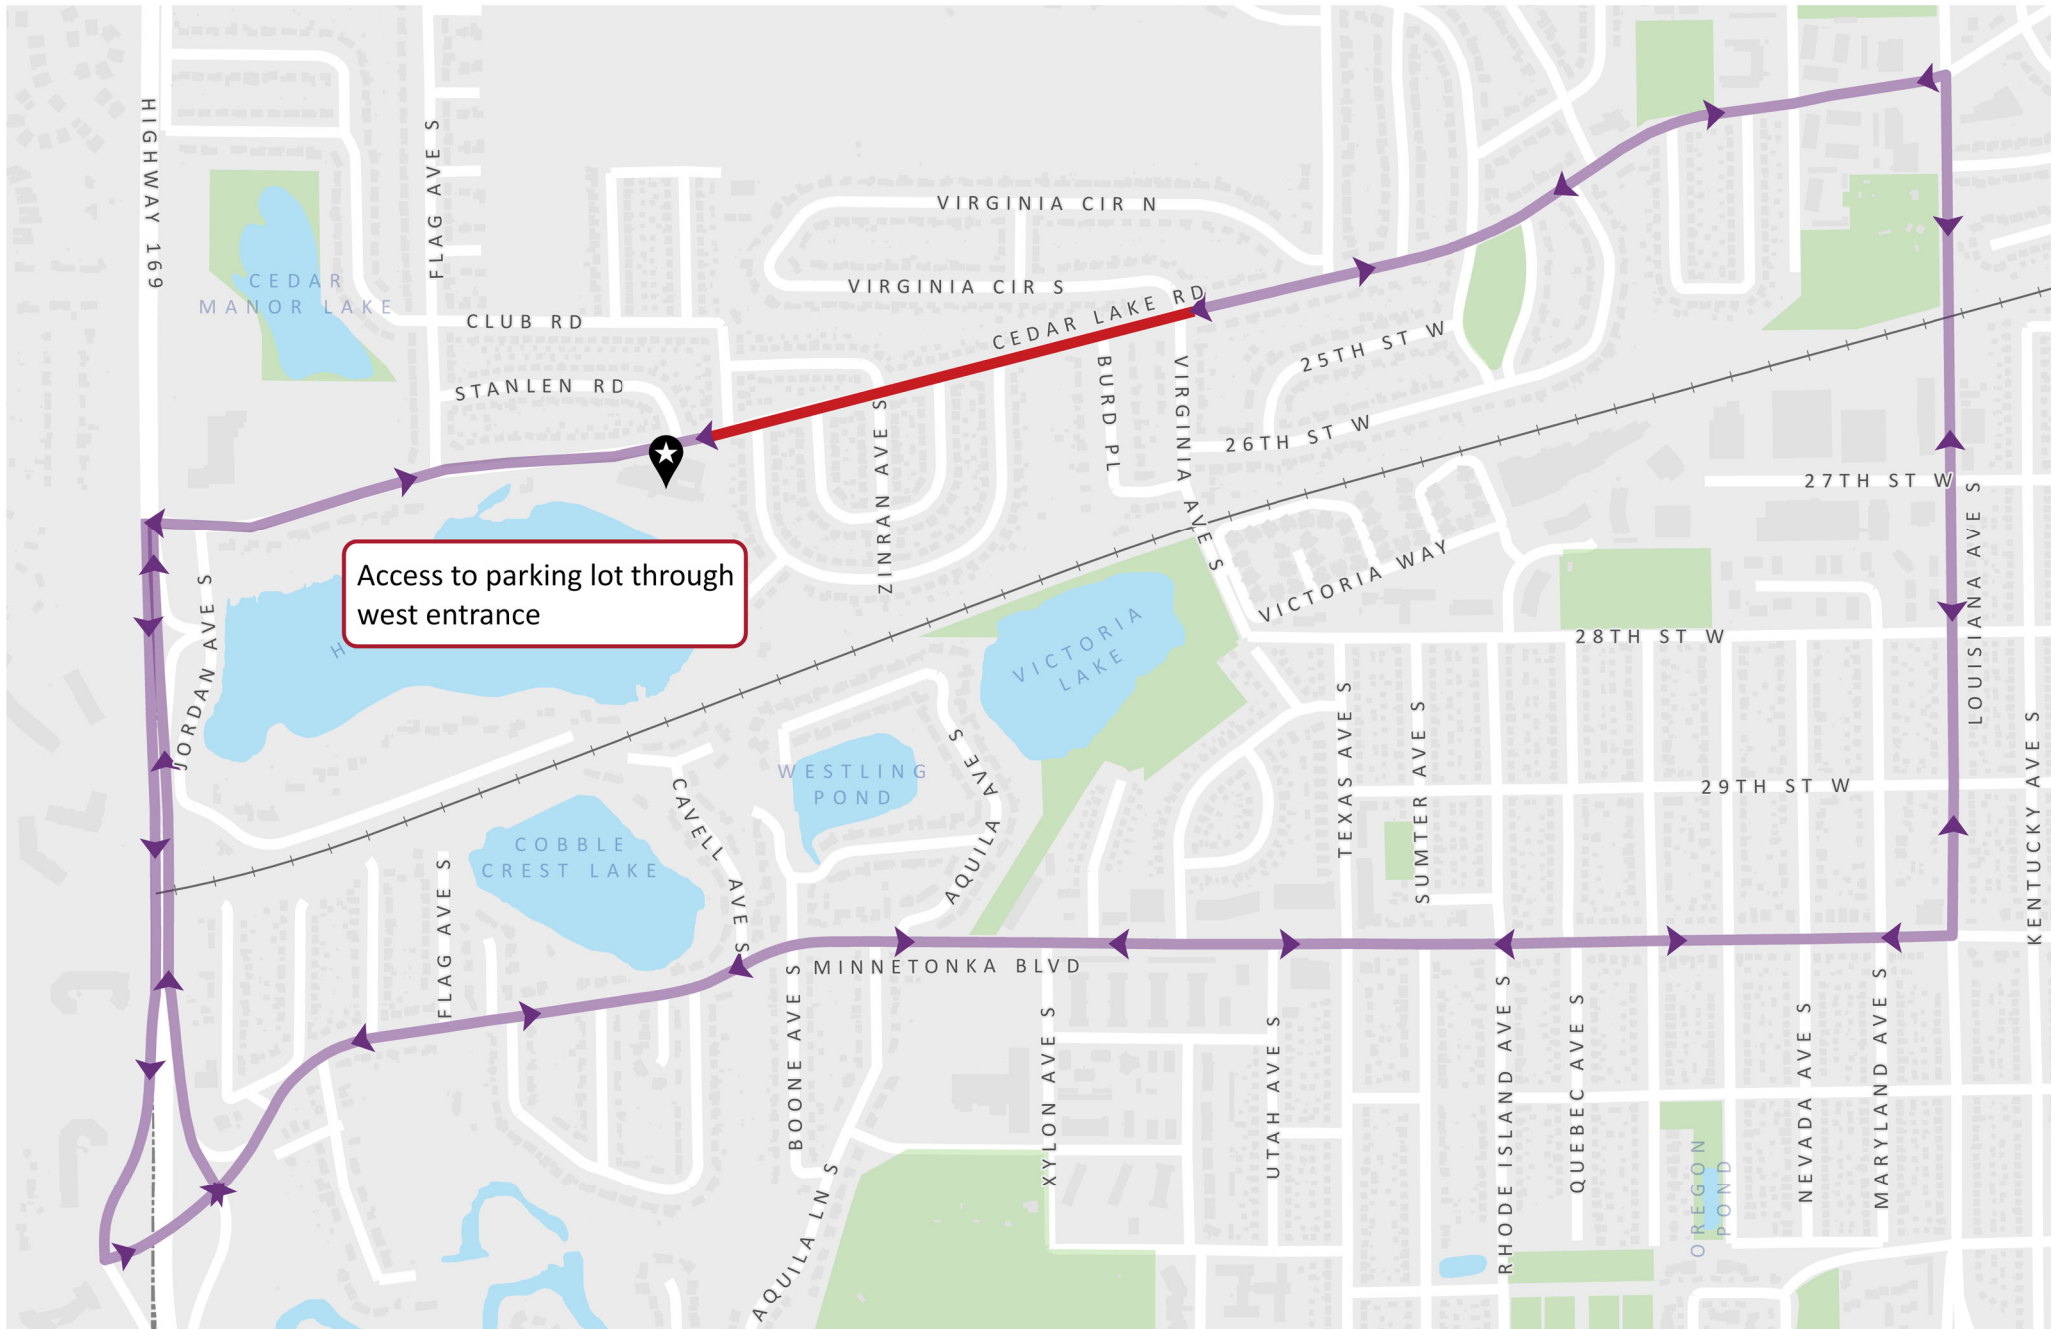 HIGHWAY 169
FLAG AVE S
CEDAR
MANOR LAKE
CLUB RD
STANLEN RD
VIRGINIA CIR N
VIRGINIA CIR S
CEDAR LAKE RD
BURD PL
VIRGINIA AVE S
25TH ST W
26TH ST W
27TH ST W
ZINRAN AVE S
JORDAN AVE S
Access to parking lot through
west entrance
H
VICTORIA WAY
VICTORIA
LAKE
28TH ST W
LOUISIANA AVE S
29TH ST W
TEXAS AVE S
SUMTER AVE S
KENTUCKY AVE S
WESTLING
POND
AQUILA AVE S
CAVELL AVE S
COBBLE
CREST LAKE
FLAG AVE S
MINNETONKA BLVD
BOONE AVE S
AQUILA LN S
XYLON AVE S
UTAH AVE S
RHODE ISLAND AVE S
QUEBEC AVE S
OREGON
POND
NEVADA AVE S
MARYLAND AVE S